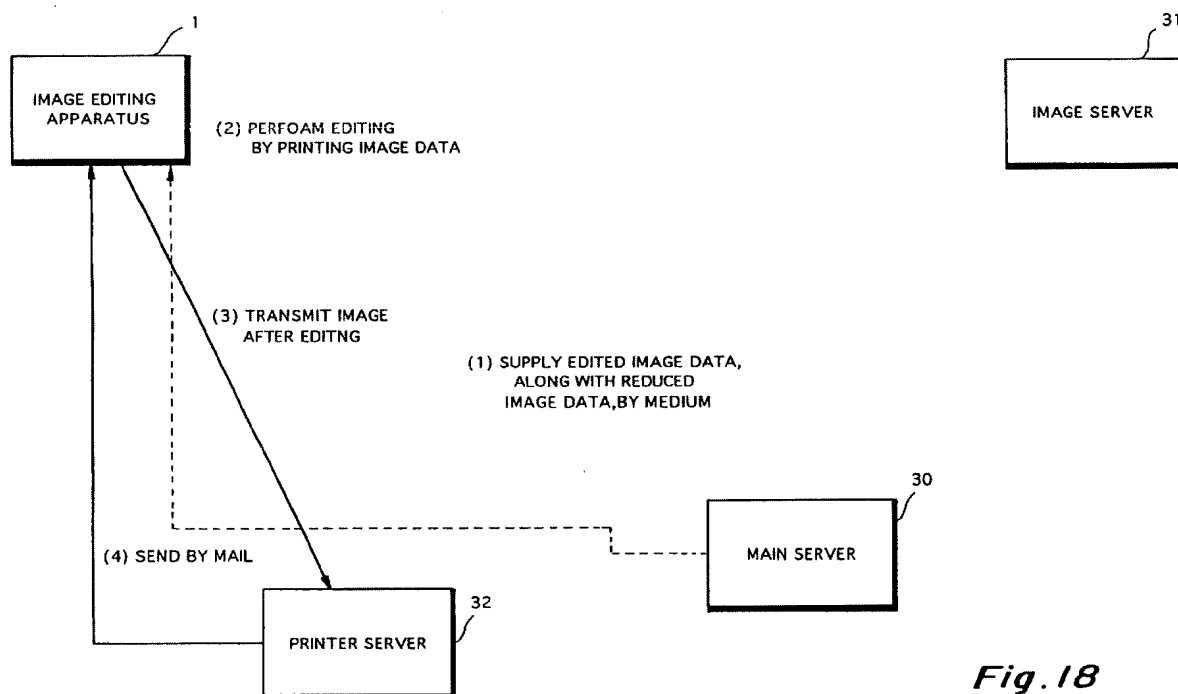 1
IMAGE EDITING
APPARATUS
31
IMAGE SERVER
(2) PERFOAM EDITING
BY PRINTING IMAGE DATA
(3) TRANSMIT IMAGE
AFTER EDITNG
(1) SUPPLY EDITED IMAGE DATA,
ALONG WITH REDUCED
IMAGE DATA,BY MEDIUM
30
MAIN SERVER
(4) SEND BY MAIL
32
PRINTER SERVER
Fig.18